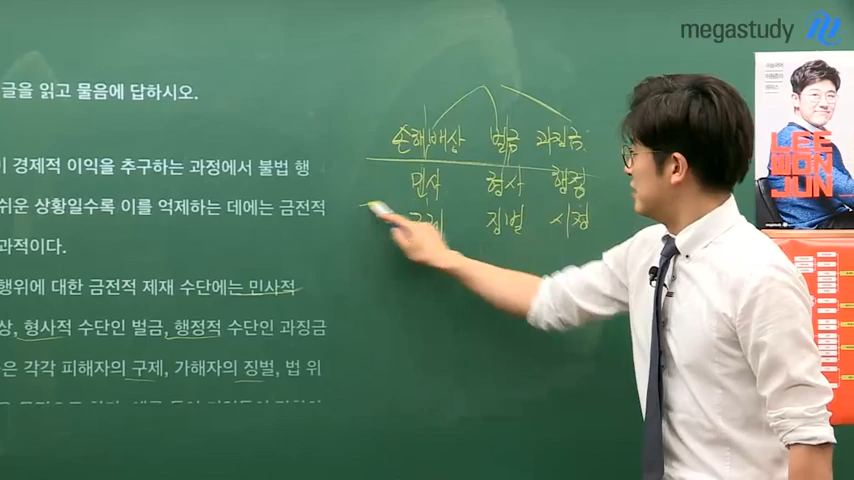 megastudy
글을 읽고 물음에 답하시오.
경제적 이익을 추구하는 과정에서 불법 행
쉬운 상황일수록 이를 억제하는 데에는 금전적
과적이다.
행위에 대한 금전적 제재 수단에는 민사적
상, 형사적 수단인 벌금, 행정적 수단인 과징금
은 각각 피해자의 구제, 가해자의 징벌, 법 위
손해배상 벌금 과징금
민사 형사 행정
징벌 시정
LEE
WON
JUN